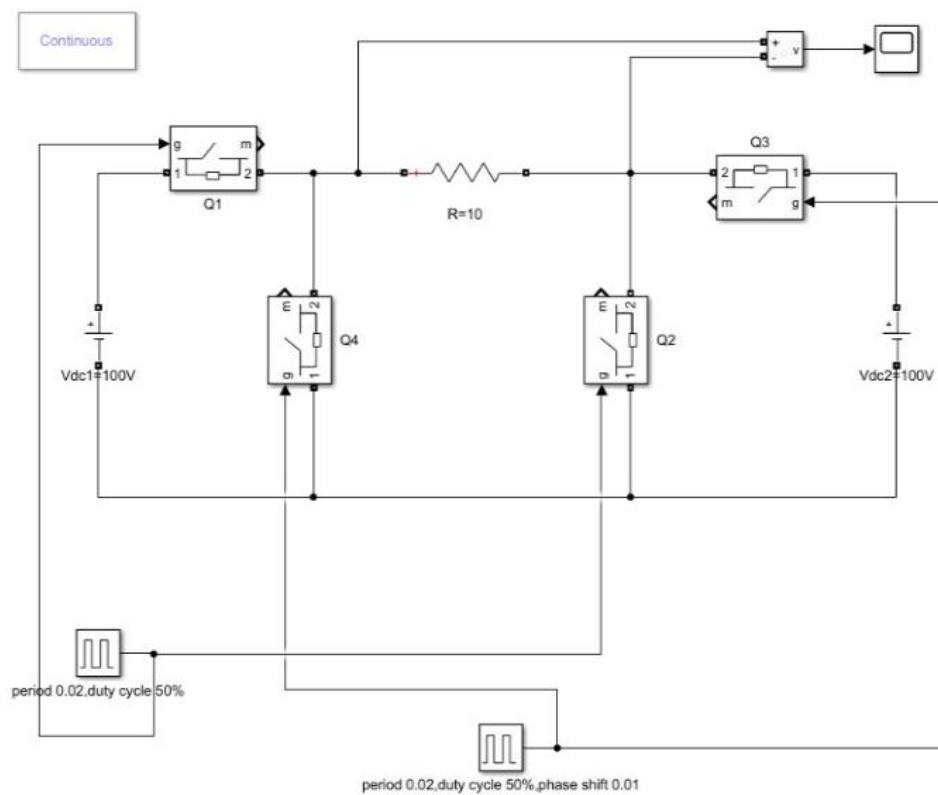 Continuous
+
-
v
g
m
1
2
Q1
+
R=10
Q3
2
1
m
g
m
2
g
1
Q4
m
2
g
1
Q2
+
Vdc1=100V
+
Vdc2=100V
period 0.02,duty cycle 50%
period 0.02,duty cycle 50%,phase shift 0.01